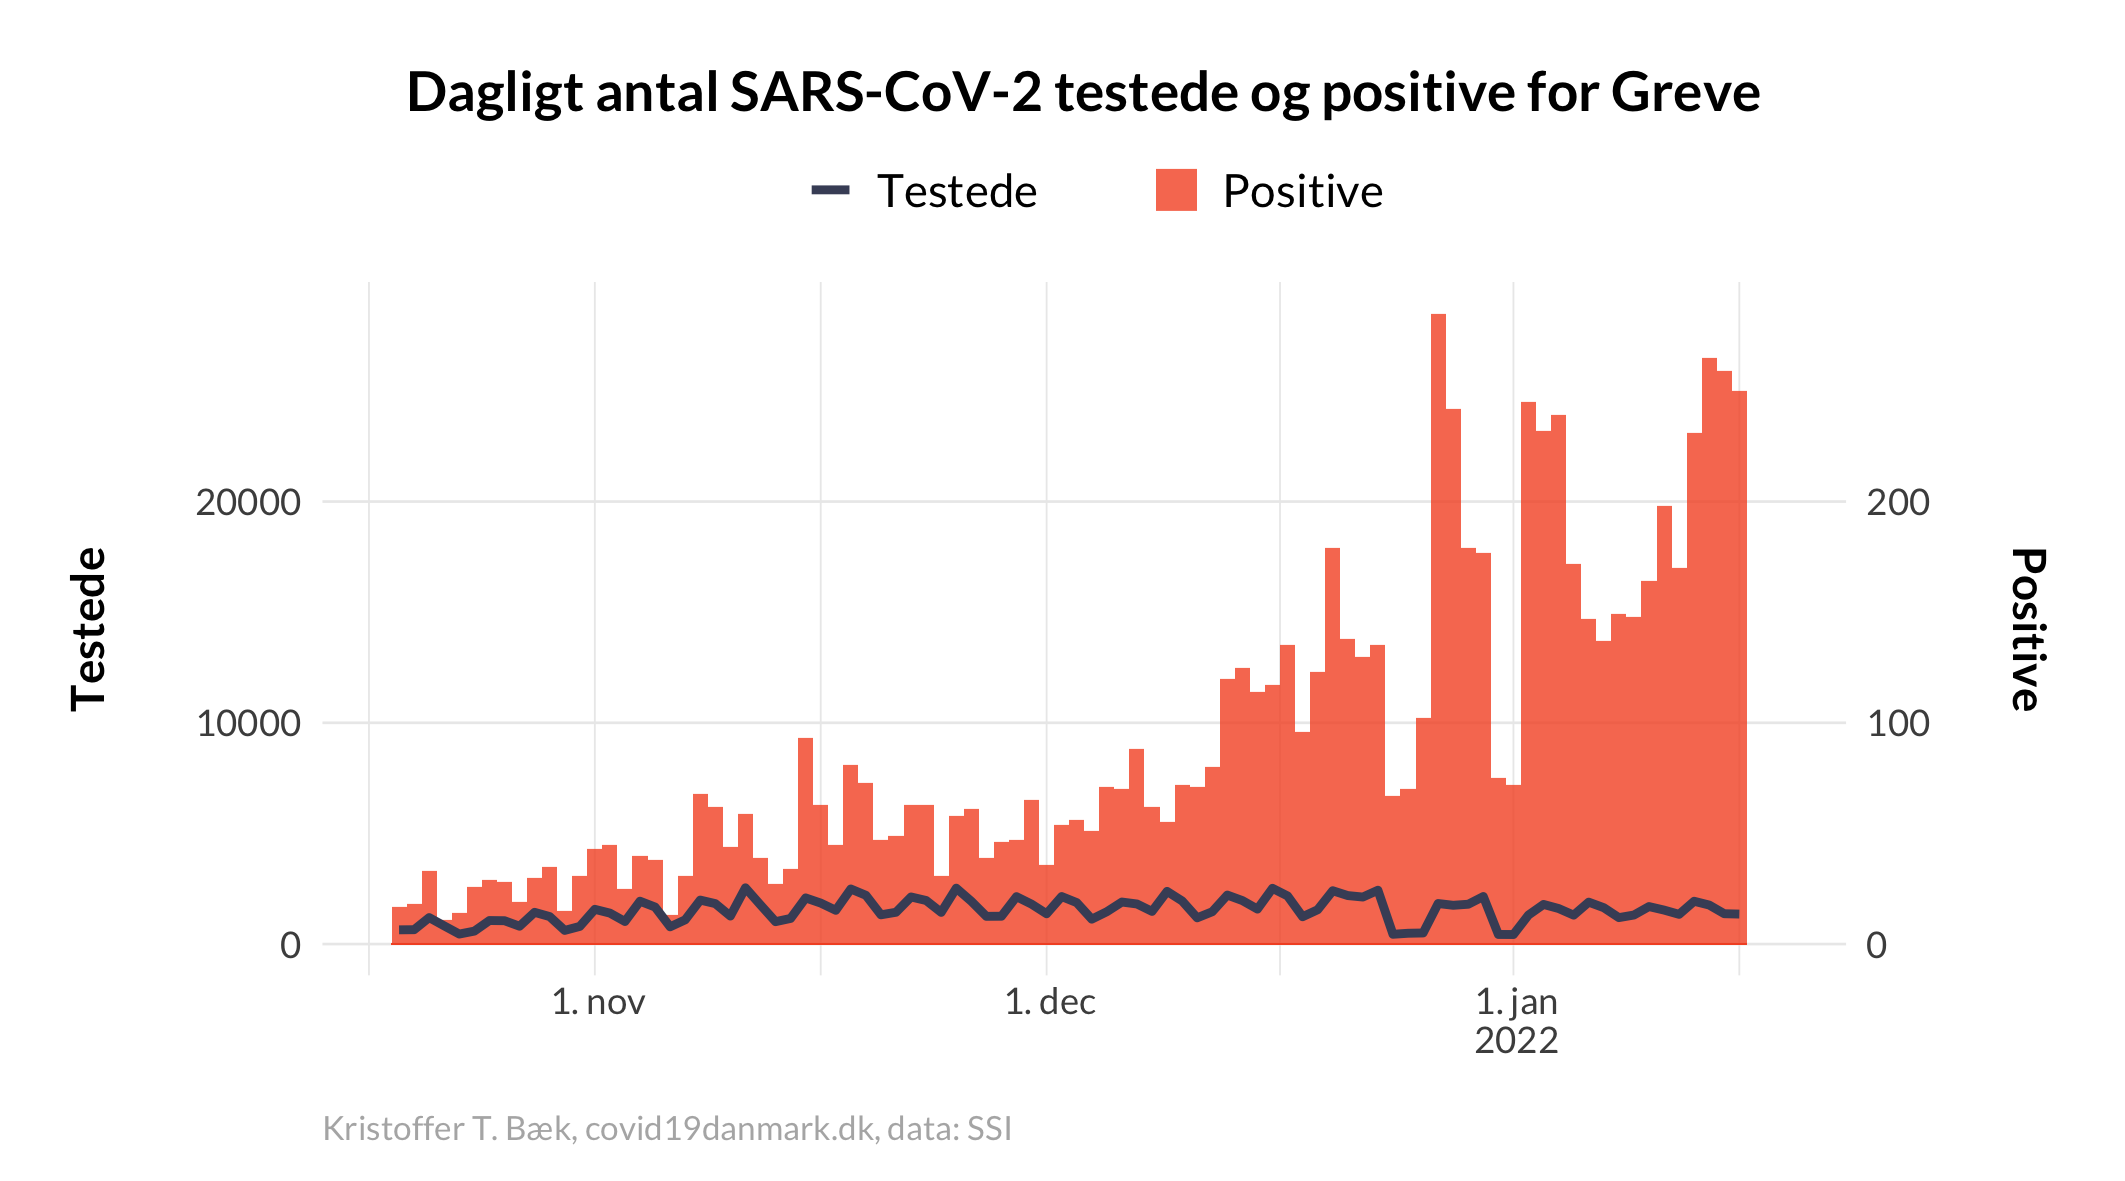 Dagligt antal SARS-CoV-2 testede og positive for Greve
Testede
Positive
20000
10000
0
Testede
200
100
0
Positive
1. nov
1. dec
1. jan
2022
Kristoffer T. Bæk, covid19danmark.dk, data: SSI